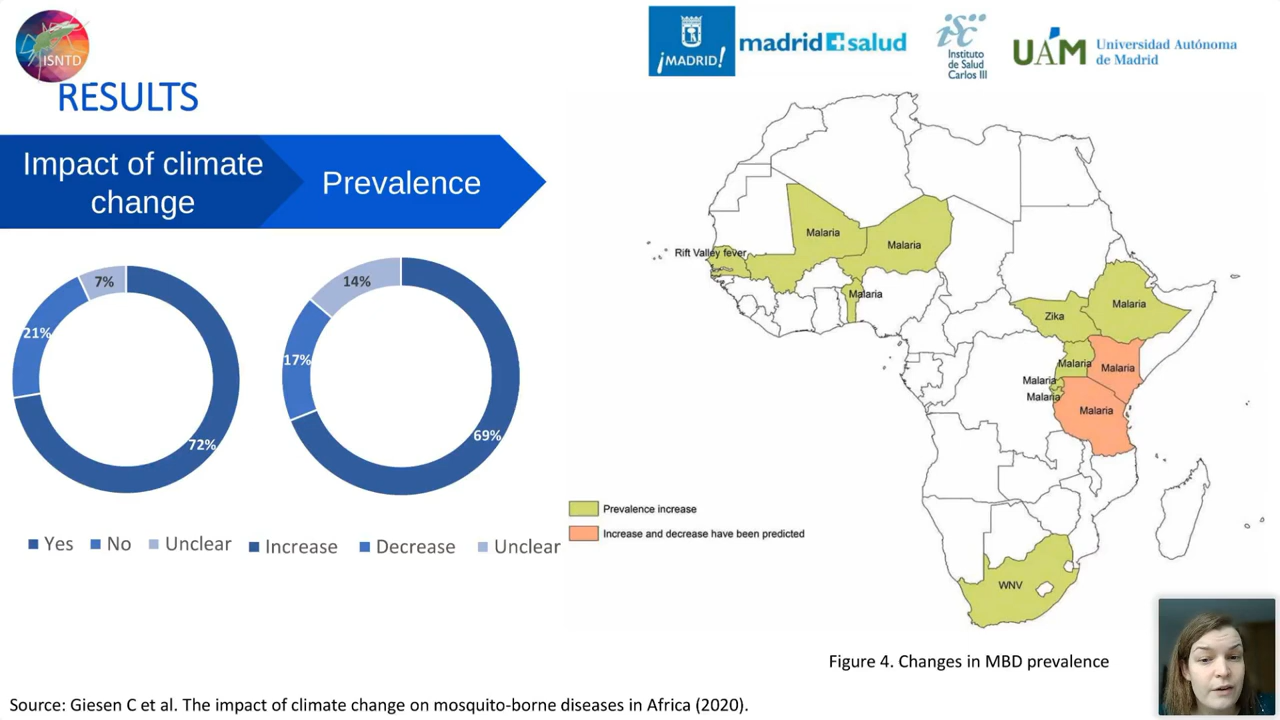 ISNTD
¡MADRID!
madrid+salud
isc
Instituto
de Salud
Carlos III
UAM
Universidad Autónoma
de Madrid
RESULTS
Impact of climate
change
Prevalence
7%
21%
72%
14%
17%
69%
Yes
No
Unclear
Increase
Decrease
Unclear
Malaria
Malaria
Rift Valley fever
Malaria
Malaria
Zika
Malaria
Malaria
Malaria
Malaria
Malaria
WNV
Prevalence increase
Increase and decrease have been predicted
Figure 4. Changes in MBD prevalence
Source: Giesen C et al. The impact of climate change on mosquito-borne diseases in Africa (2020).